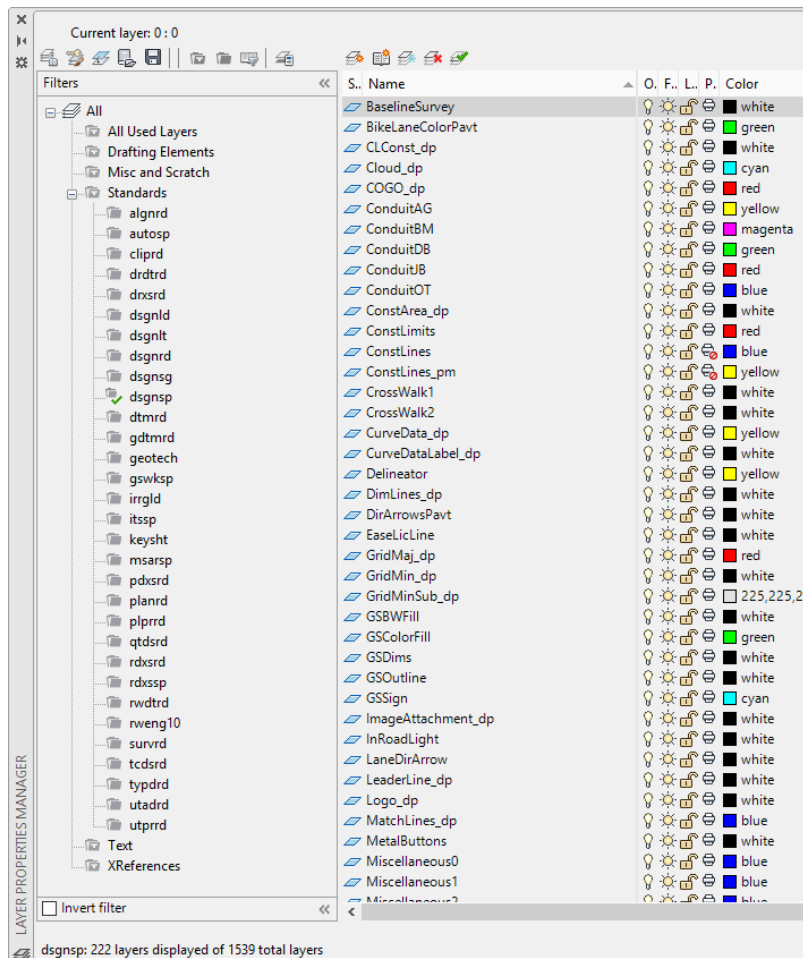 Current layer: 0 : 0
Filters
All
All Used Layers
Drafting Elements
Misc and Scratch
Standards
algnrd
autosp
cliprd
drdtrd
drxsrd
dsgnld
dsgnlt
dsgnrd
dsgnsg
dsgnsp
dtmrd
gdtmrd
geotech
gswksp
irrgld
itssp
keysht
msarsp
pdxsrd
planrd
plprrd
qtdsrd
rdxsrd
rdxssp
rwdtrd
rweng10
survrd
tcdsrd
typdrd
utadrd
utprrd
Text
XReferences
Invert filter
S.. Name O. F.. L.. P. Color
BaselineSurvey white
BikeLaneColorPavt green
CLConst_dp white
Cloud_dp cyan
COGO_dp red
ConduitAG yellow
ConduitBM magenta
ConduitDB green
ConduitJB red
ConduitOT blue
ConstArea_dp white
ConstLimits red
ConstLines blue
ConstLines_pm yellow
CrossWalk1 white
CrossWalk2 white
CurveData_dp yellow
CurveDataLabel_dp white
Delineator yellow
DimLines_dp white
DirArrowsPavt white
EaseLicLine white
GridMaj_dp red
GridMin_dp white
GridMinSub_dp 225,225,2
GSBWFill white
GSColorFill green
GSDims white
GSOutline white
GSSign cyan
ImageAttachment_dp white
InRoadLight white
LaneDirArrow white
LeaderLine_dp white
Logo_dp white
MatchLines_dp blue
MetalButtons white
Miscellaneous0 blue
Miscellaneous1 blue
Miscellaneous2 blue
LAYER PROPERTIES MANAGER
dsgnsp: 222 layers displayed of 1539 total layers